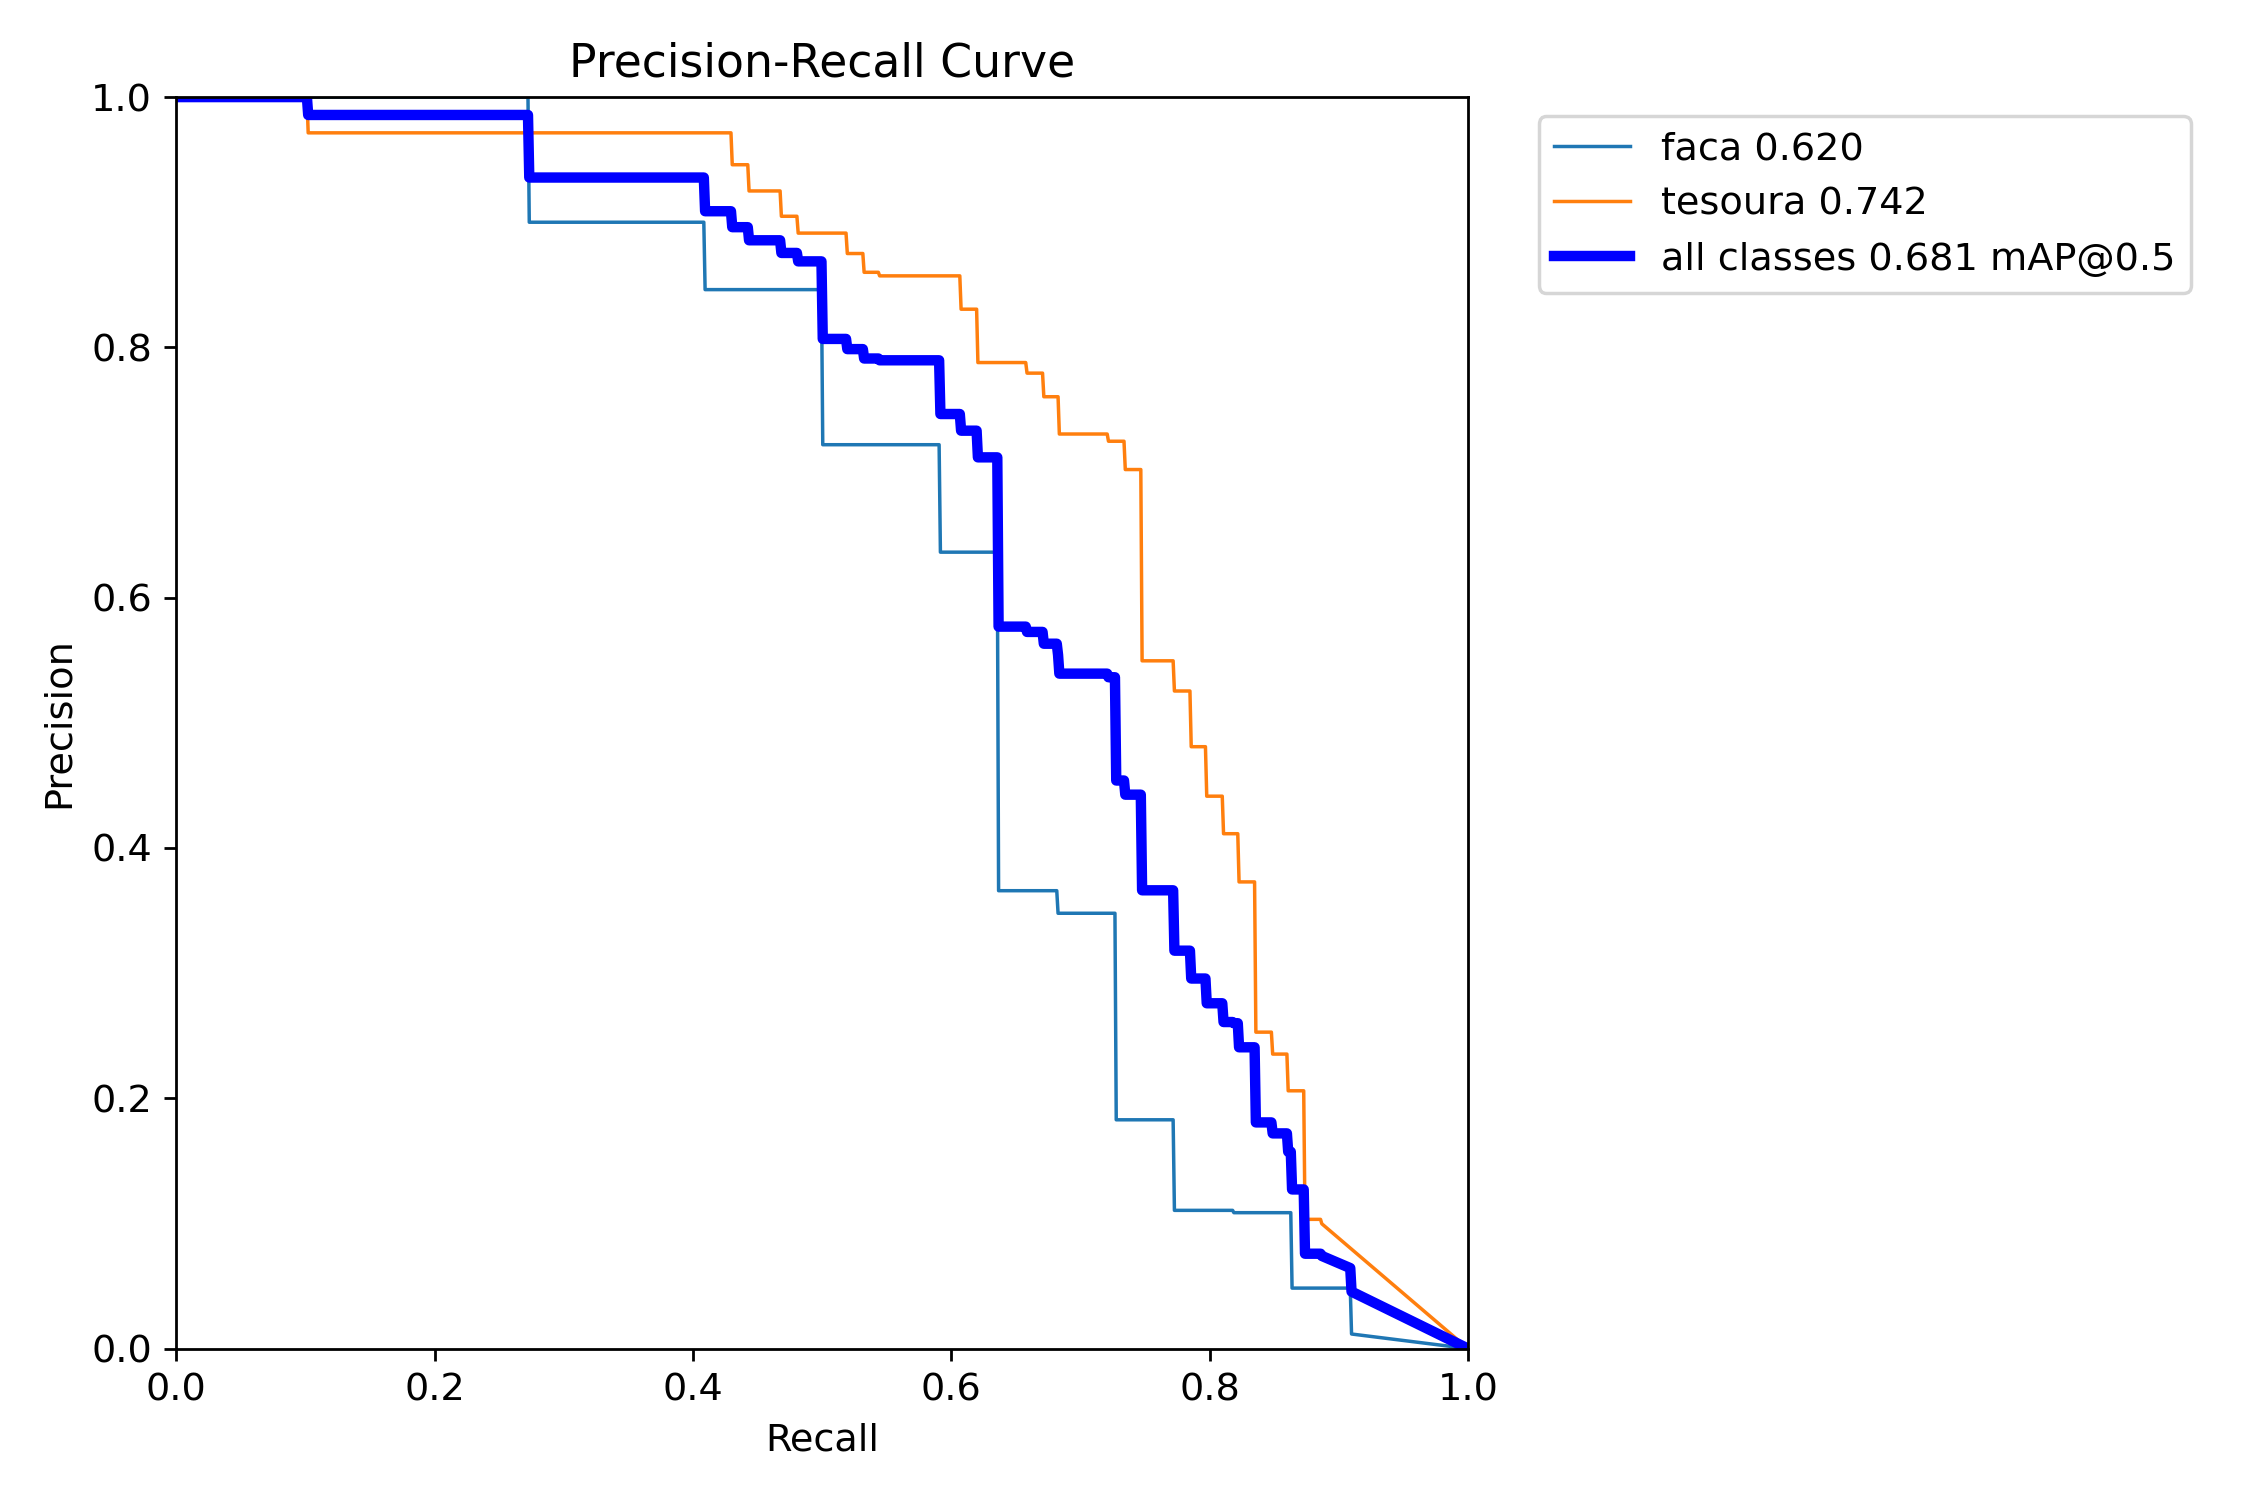 Precision-Recall Curve
1.0
0.8
0.6
0.4
0.2
0.0
Precision
0.0 0.2 0.4 0.6 0.8 1.0
Recall
faca 0.620
tesoura 0.742
all classes 0.681 mAP@0.5